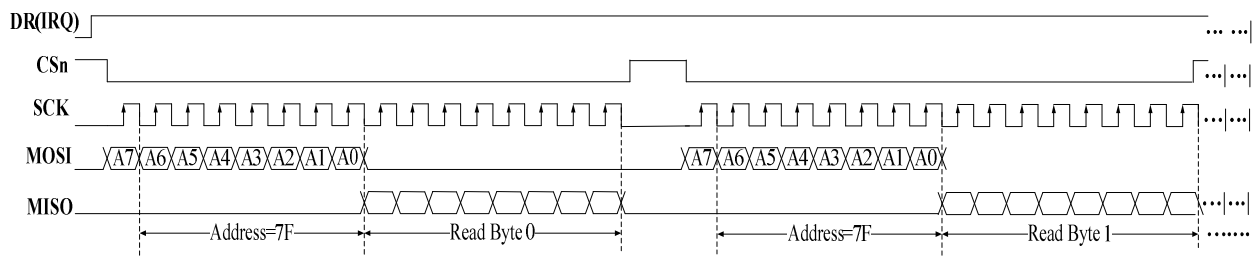 DR(IRQ)
... ...|
CSn
...|...|
SCK
...|...|
MOSI A7 A6 A5 A4 A3 A2 A1 A0 A7 A6 A5 A4 A3 A2 A1 A0
MISO
...|...|
Address=7F Read Byte 0 Address=7F Read Byte 1 .......